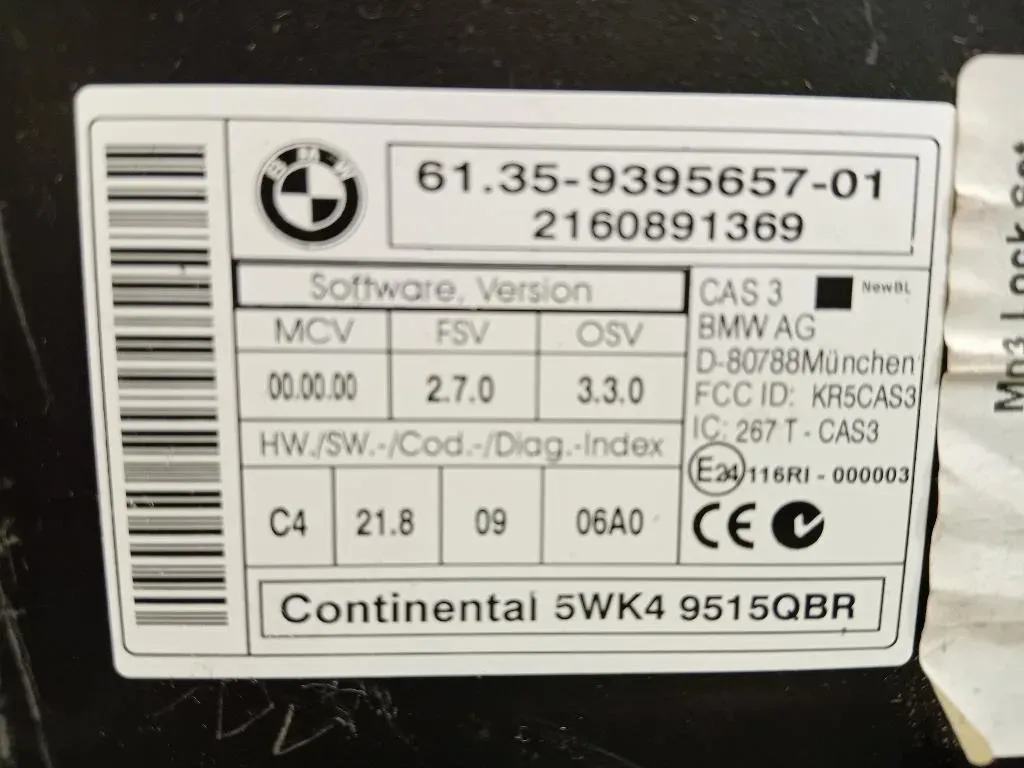 BMW
61.35-9395657-01
2160891369
Software, Version
MCV FSV OSV
00.00.00 2.7.0 3.3.0
HW./SW.-/Cod.-/Diag.-Index
C4 21.8 09 06A0
CAS 3 NewBL
BMW AG
D-80788München
FCC ID: KR5CAS3
IC: 267 T - CAS3
E24 116RI - 000003
CE
Continental 5WK4 9515QBR
Lock Set